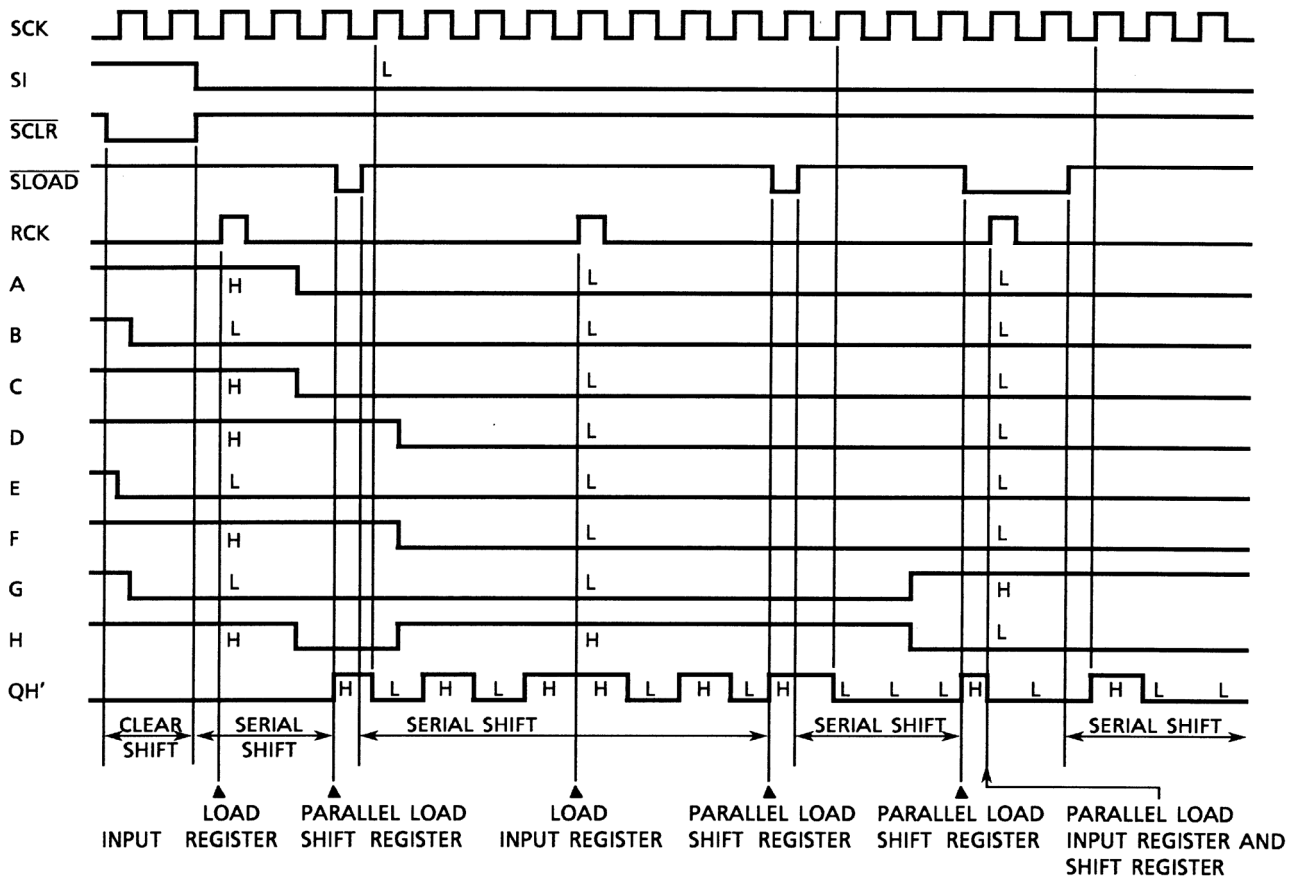 SCK
SI L
SCLR
SLOAD
RCK
A H L L
B L L L
C H L L
D H L L
E L L L
F H L L
G L L H
H H H L
QH' H L H L H H L H L H L L L H L H L L
CLEAR SHIFT SERIAL SHIFT SERIAL SHIFT SERIAL SHIFT SERIAL SHIFT
INPUT
LOAD
REGISTER
PARALLEL LOAD
SHIFT REGISTER
LOAD
INPUT REGISTER
PARALLEL LOAD
SHIFT REGISTER
PARALLEL LOAD
SHIFT REGISTER
PARALLEL LOAD
INPUT REGISTER AND
SHIFT REGISTER